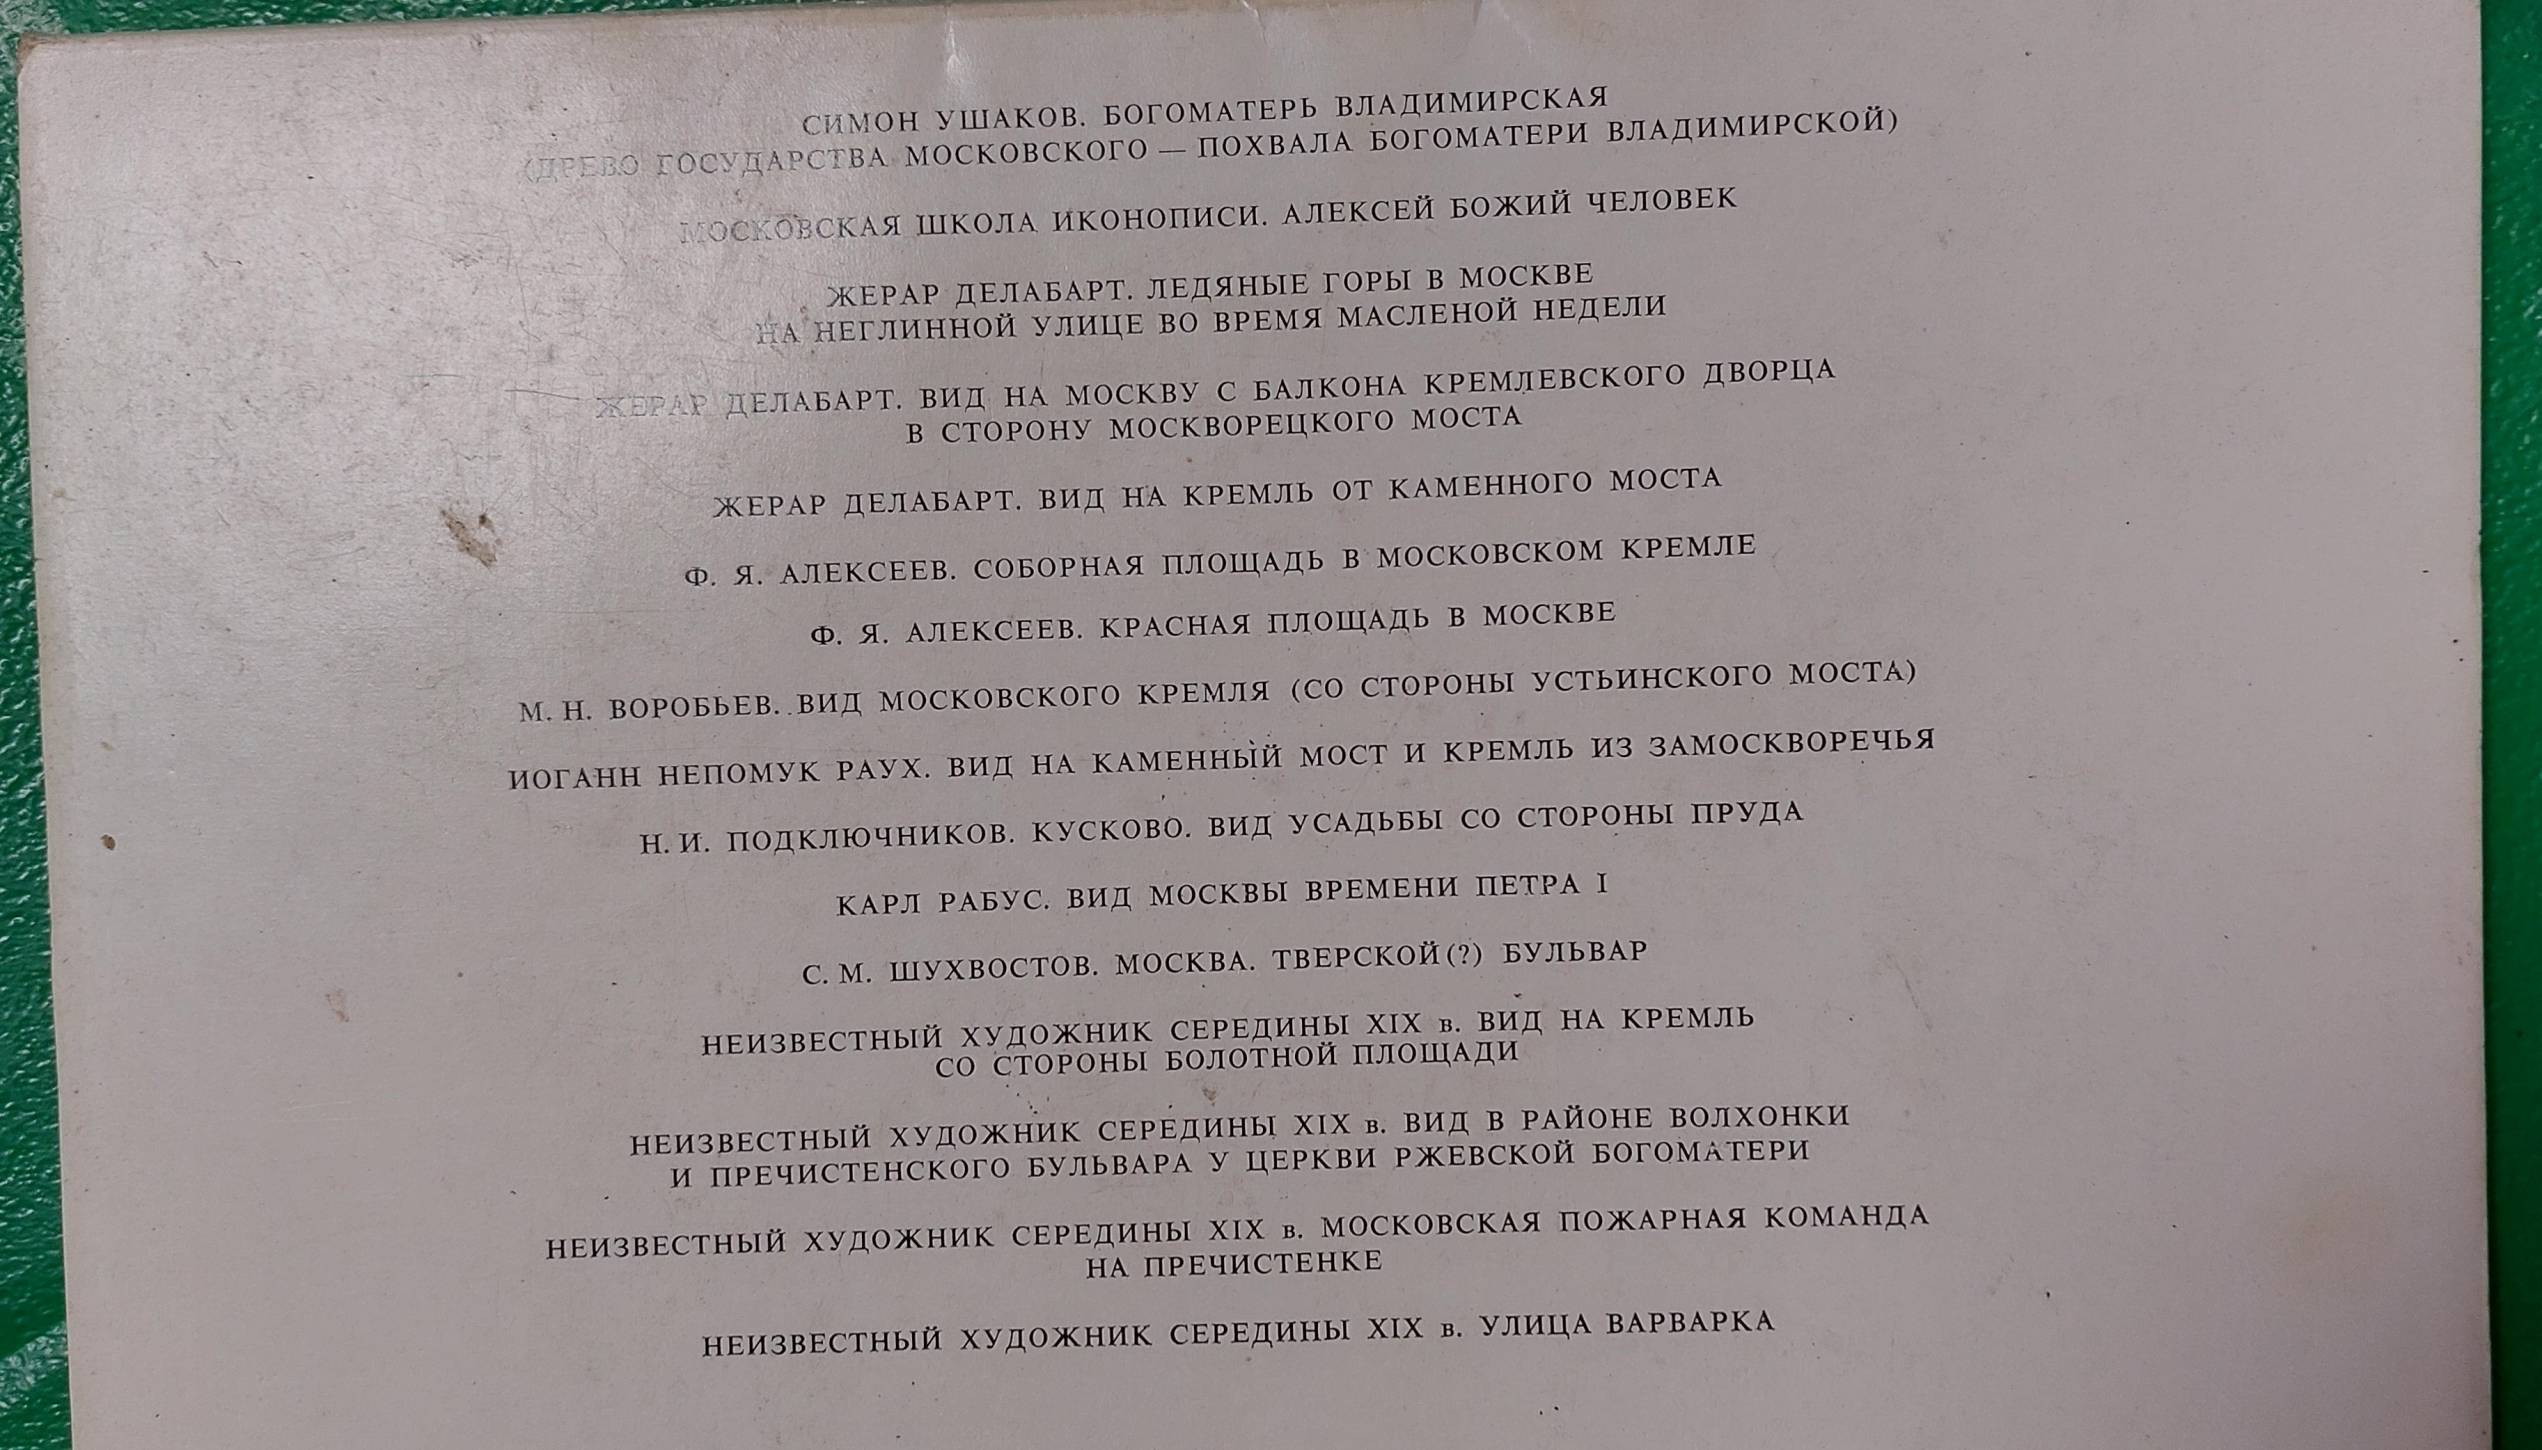 СИМОН УШАКОВ. БОГОМАТЕРЬ ВЛАДИМИРСКАЯ
(ДРЕВО ГОСУДАРСТВА МОСКОВСКОГО — ПОХВАЛА БОГОМАТЕРИ ВЛАДИМИРСКОЙ)
МОСКОВСКАЯ ШКОЛА ИКОНОПИСИ. АЛЕКСЕЙ БОЖИЙ ЧЕЛОВЕК
ЖЕРАР ДЕЛАБАРТ. ЛЕДЯНЫЕ ГОРЫ В МОСКВЕ
НА НЕГЛИННОЙ УЛИЦЕ ВО ВРЕМЯ МАСЛЕНОЙ НЕДЕЛИ
ЖЕРАР ДЕЛАБАРТ. ВИД НА МОСКВУ С БАЛКОНА КРЕМЛЕВСКОГО ДВОРЦА
В СТОРОНУ МОСКВОРЕЦКОГО МОСТА
ЖЕРАР ДЕЛАБАРТ. ВИД НА КРЕМЛЬ ОТ КАМЕННОГО МОСТА
Ф. Я. АЛЕКСЕЕВ. СОБОРНАЯ ПЛОЩАДЬ В МОСКОВСКОМ КРЕМЛЕ
Ф. Я. АЛЕКСЕЕВ. КРАСНАЯ ПЛОЩАДЬ В МОСКВЕ
М. Н. ВОРОБЬЕВ. ВИД МОСКОВСКОГО КРЕМЛЯ (СО СТОРОНЫ УСТЬИНСКОГО МОСТА)
ИОГАНН НЕПОМУК РАУХ. ВИД НА КАМЕННЫЙ МОСТ И КРЕМЛЬ ИЗ ЗАМОСКВОРЕЧЬЯ
Н. И. ПОДКЛЮЧНИКОВ. КУСКОВО. ВИД УСАДЬБЫ СО СТОРОНЫ ПРУДА
КАРЛ РАБУС. ВИД МОСКВЫ ВРЕМЕНИ ПЕТРА I
С. М. ШУХВОСТОВ. МОСКВА. ТВЕРСКОЙ(?) БУЛЬВАР
НЕИЗВЕСТНЫЙ ХУДОЖНИК СЕРЕДИНЫ XIX в. ВИД НА КРЕМЛЬ
СО СТОРОНЫ БОЛОТНОЙ ПЛОЩАДИ
НЕИЗВЕСТНЫЙ ХУДОЖНИК СЕРЕДИНЫ XIX в. ВИД В РАЙОНЕ ВОЛХОНКИ
И ПРЕЧИСТЕНСКОГО БУЛЬВАРА У ЦЕРКВИ РЖЕВСКОЙ БОГОМАТЕРИ
НЕИЗВЕСТНЫЙ ХУДОЖНИК СЕРЕДИНЫ XIX в. МОСКОВСКАЯ ПОЖАРНАЯ КОМАНДА
НА ПРЕЧИСТЕНКЕ
НЕИЗВЕСТНЫЙ ХУДОЖНИК СЕРЕДИНЫ XIX в. УЛИЦА ВАРВАРКА